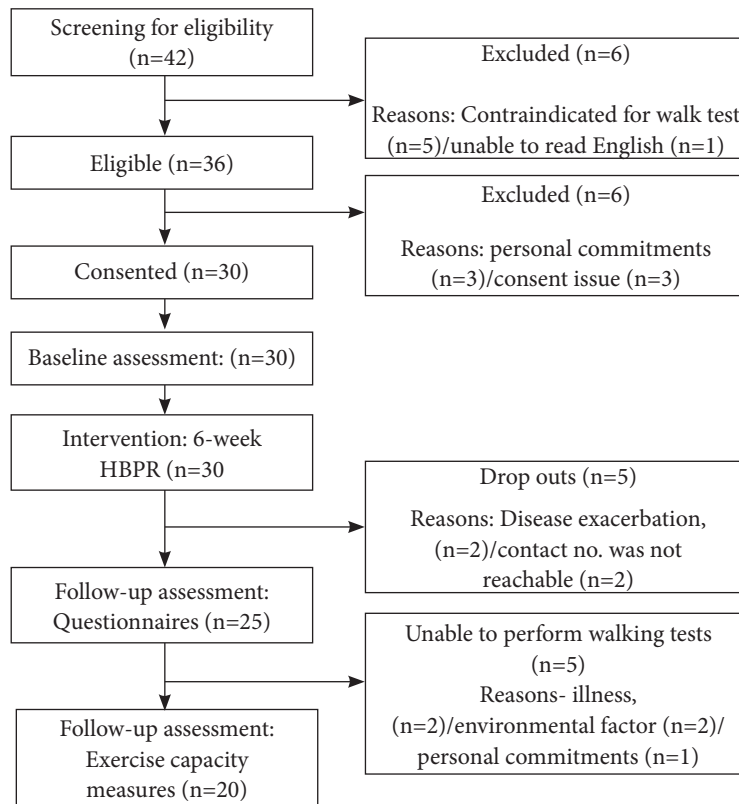 Screening for eligibility
(n=42)
Excluded (n=6)
Reasons: Contraindicated for walk test
(n=5)/unable to read English (n=1)
Eligible (n=36)
Excluded (n=6)
Reasons: personal commitments
(n=3)/consent issue (n=3)
Consented (n=30)
Baseline assessment: (n=30)
Intervention: 6-week
HBPR (n=30
Drop outs (n=5)
Reasons: Disease exacerbation,
(n=2)/contact no. was not
reachable (n=2)
Follow-up assessment:
Questionnaires (n=25)
Unable to perform walking tests
(n=5)
Reasons- illness,
(n=2)/environmental factor (n=2)/
personal commitments (n=1)
Follow-up assessment:
Exercise capacity
measures (n=20)